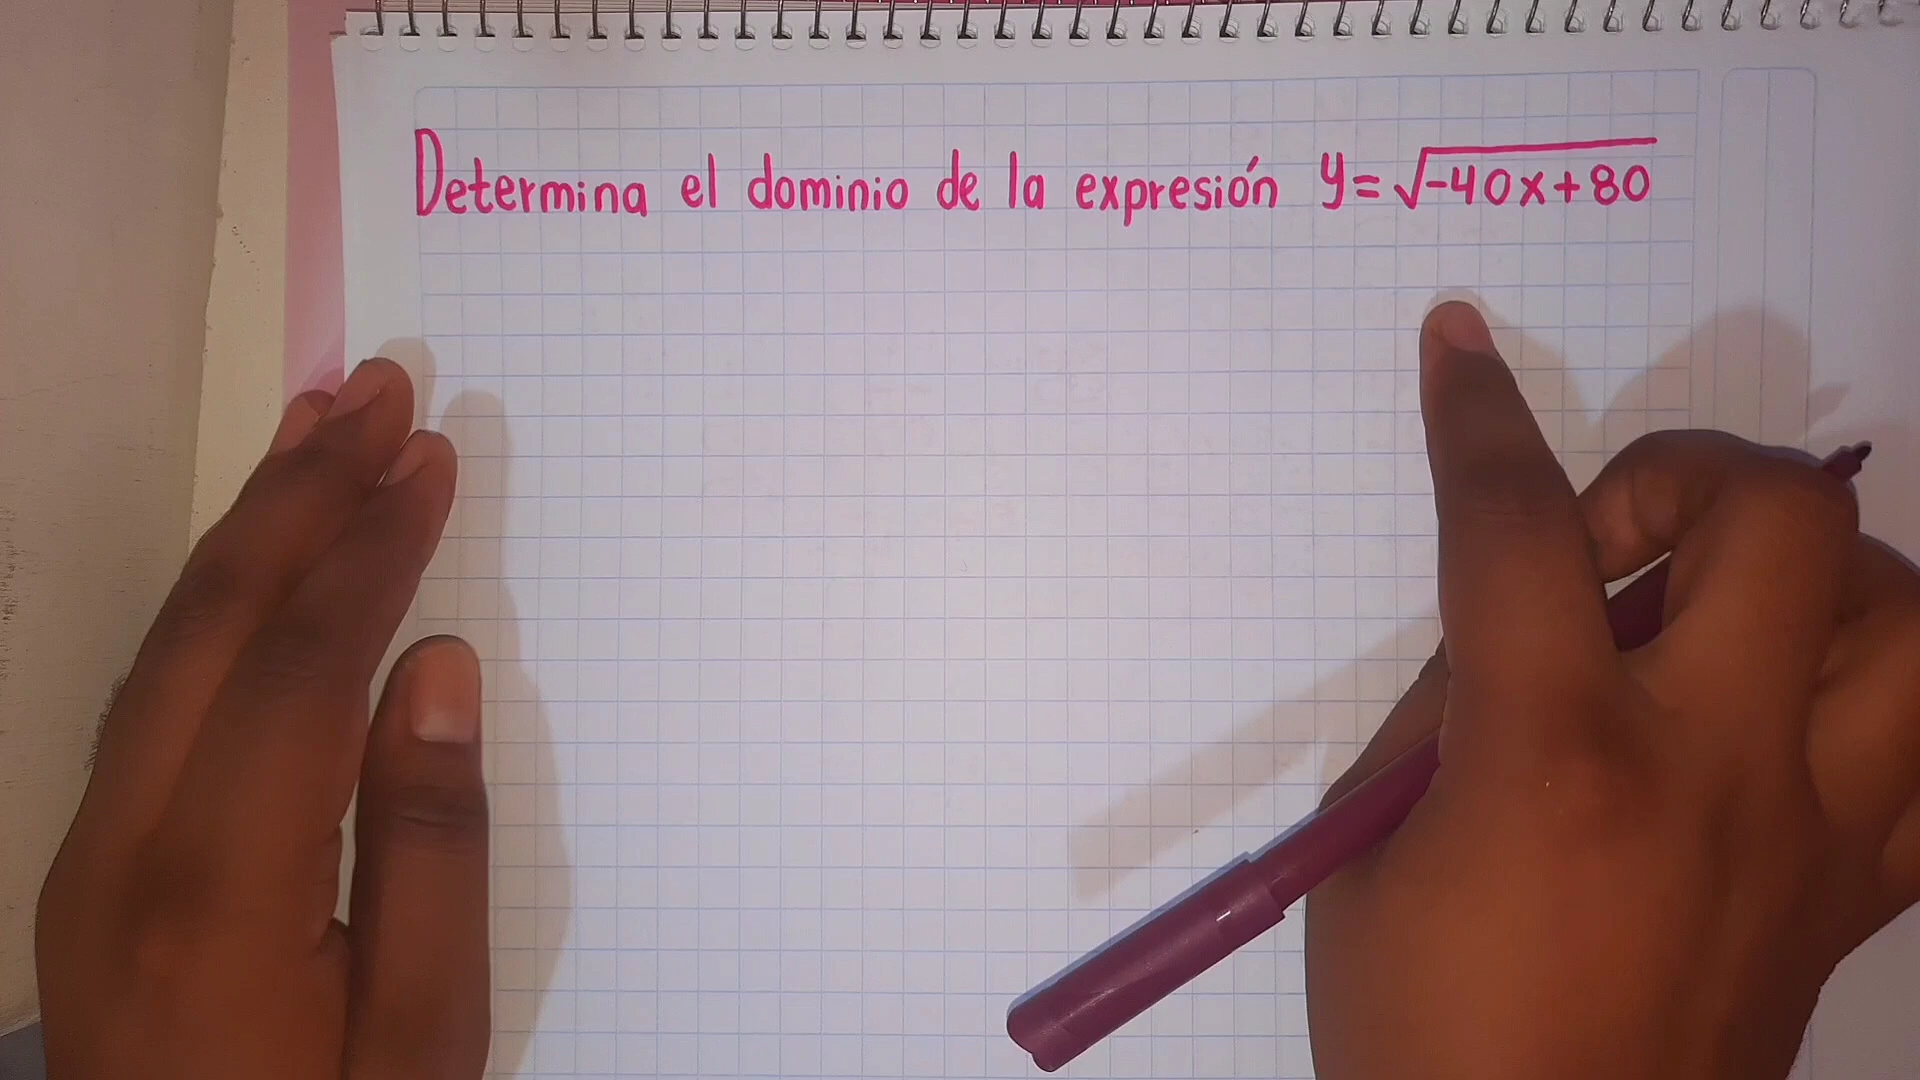 Determina el dominio de la expresión y=√-40x+80